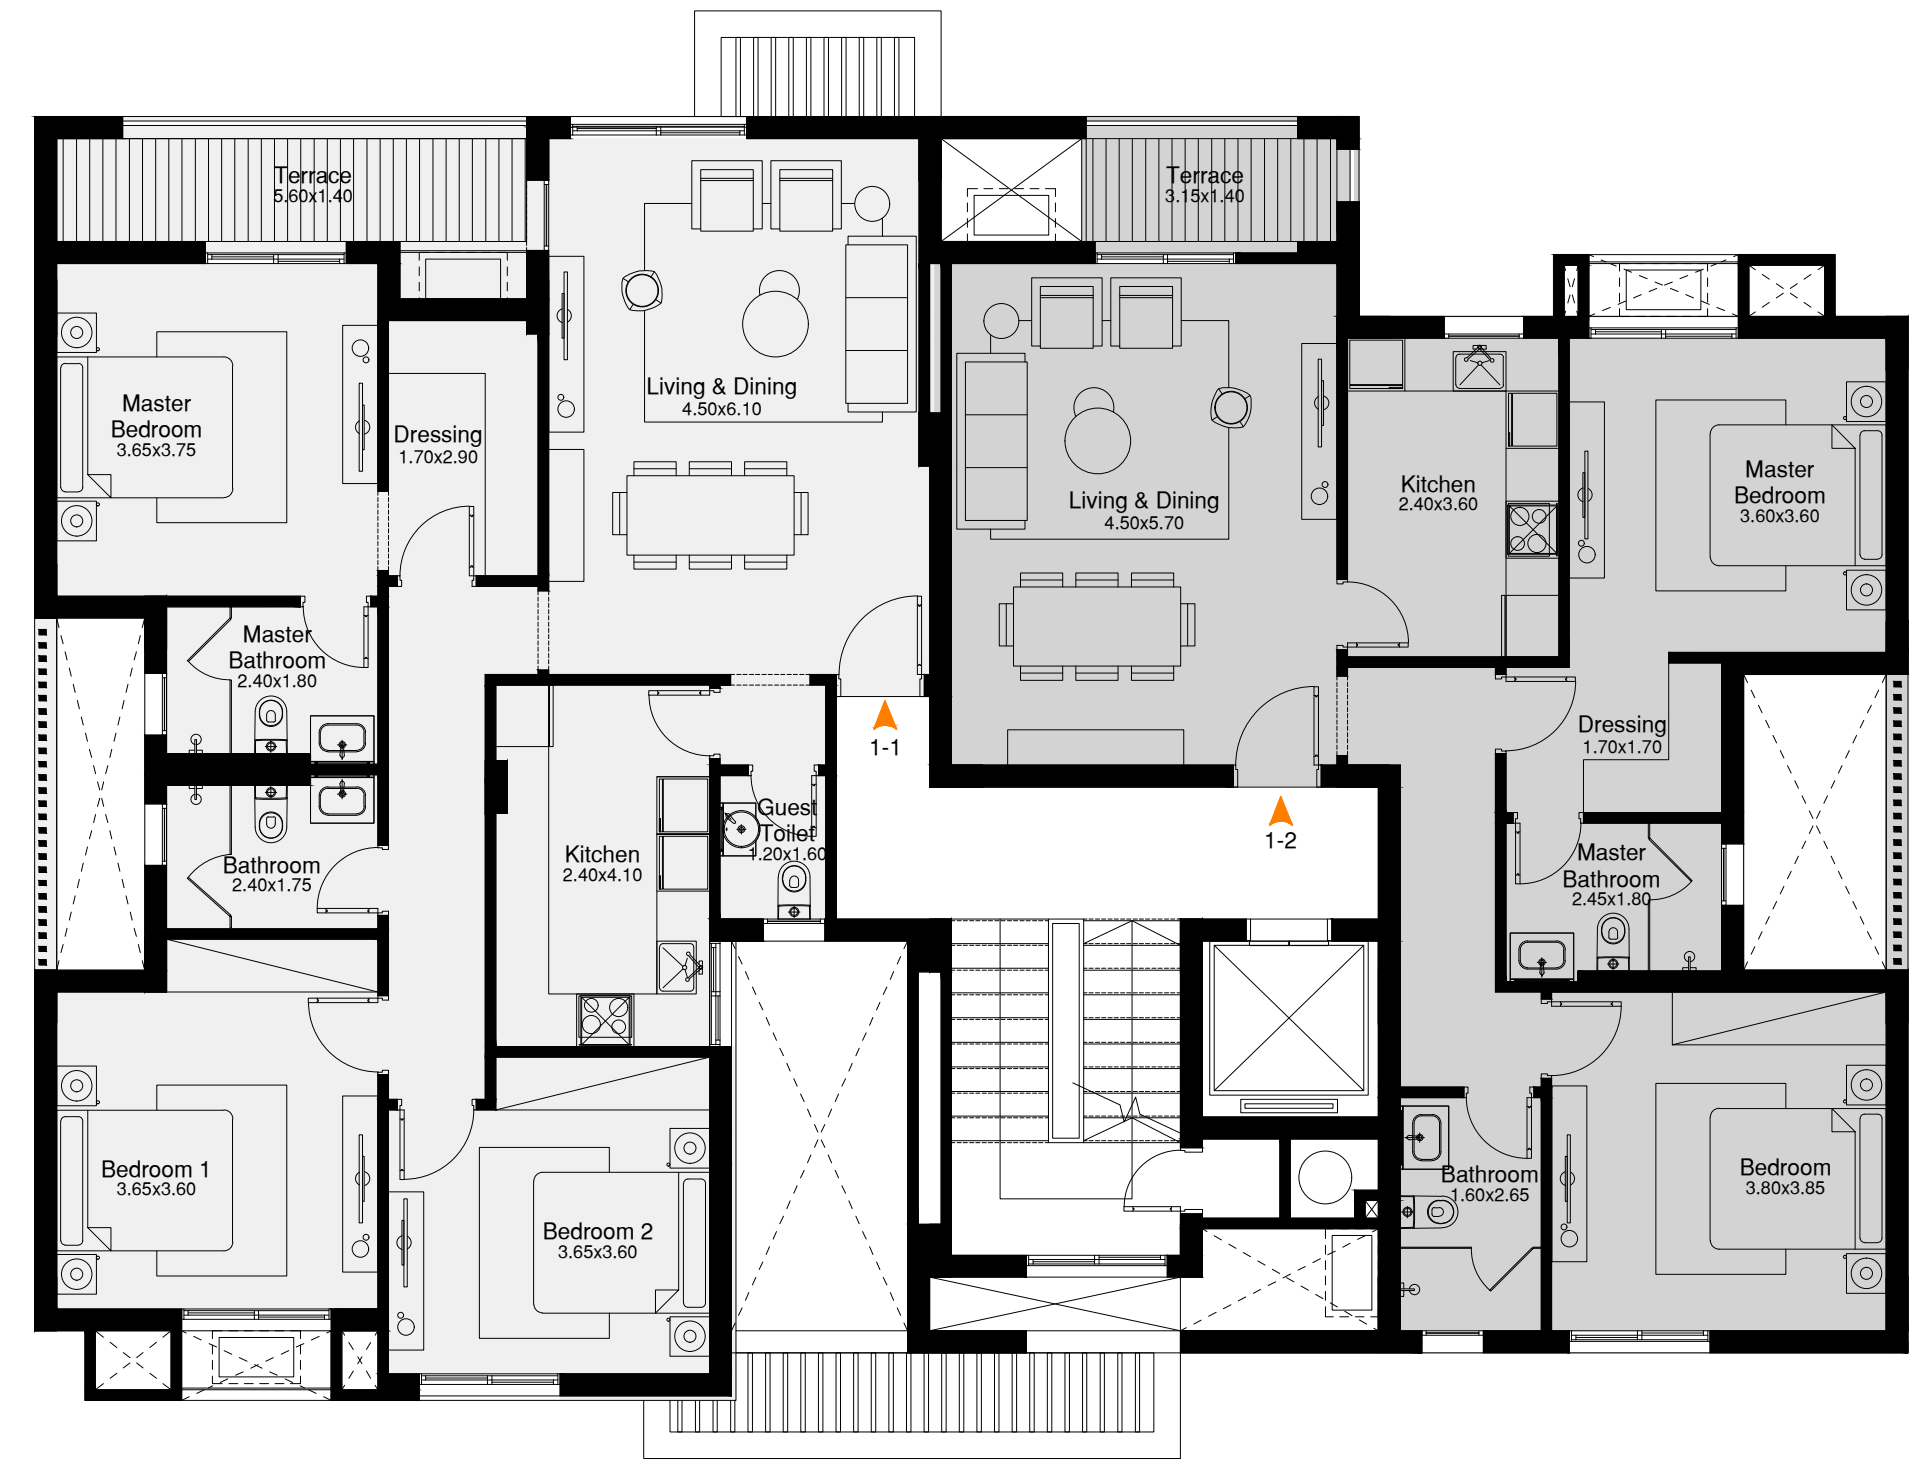 Terrace
5.60x1.40
Terrace
3.15x1.40
Living & Dining
4.50x6.10
Master
Bedroom
3.65x3.75
Dressing
1.70x2.90
Living & Dining
4.50x5.70
Kitchen
2.40x3.60
Master
Bedroom
3.60x3.60
Master
Bathroom
2.40x1.80
Dressing
1.70x1.70
1-1
1-2
Guest
Toilet
1.20x1.60
Kitchen
2.40x4.10
Bathroom
2.40x1.75
Master
Bathroom
2.45x1.80
Bedroom 1
3.65x3.60
Bedroom 2
3.65x3.60
Bathroom
1.60x2.65
Bedroom
3.80x3.85